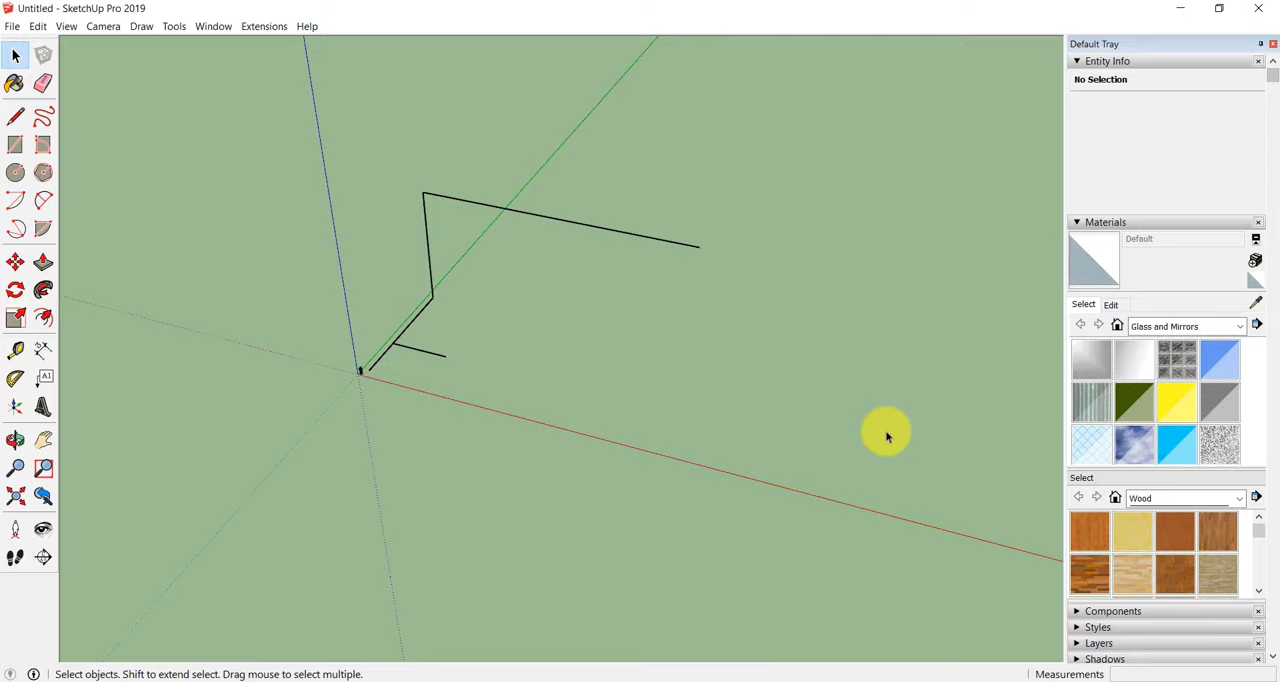 Untitled - SketchUp Pro 2019
File Edit View Camera Draw Tools Window Extensions Help
Default Tray
Entity Info
No Selection
Materials
Default
Select Edit
Glass and Mirrors
Select
Wood
Components
Styles
Layers
Shadows
A1
Select objects. Shift to extend select. Drag mouse to select multiple.
Measurements